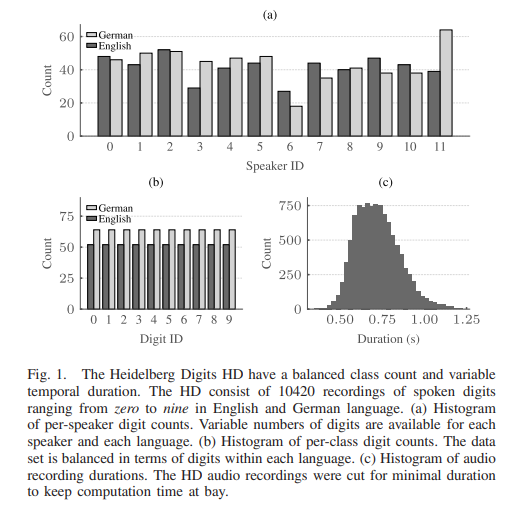 (a)
German
English
60
40
20
0
Count
0 1 2 3 4 5 6 7 8 9 10 11
Speaker ID
(b)
German
English
75
50
25
0
Count
0 1 2 3 4 5 6 7 8 9
Digit ID
(c)
750
500
250
0
Count
0.50 0.75 1.00 1.25
Duration (s)
Fig. 1. The Heidelberg Digits HD have a balanced class count and variable
temporal duration. The HD consist of 10420 recordings of spoken digits
ranging from zero to nine in English and German language. (a) Histogram
of per-speaker digit counts. Variable numbers of digits are available for each
speaker and each language. (b) Histogram of per-class digit counts. The data
set is balanced in terms of digits within each language. (c) Histogram of audio
recording durations. The HD audio recordings were cut for minimal duration
to keep computation time at bay.